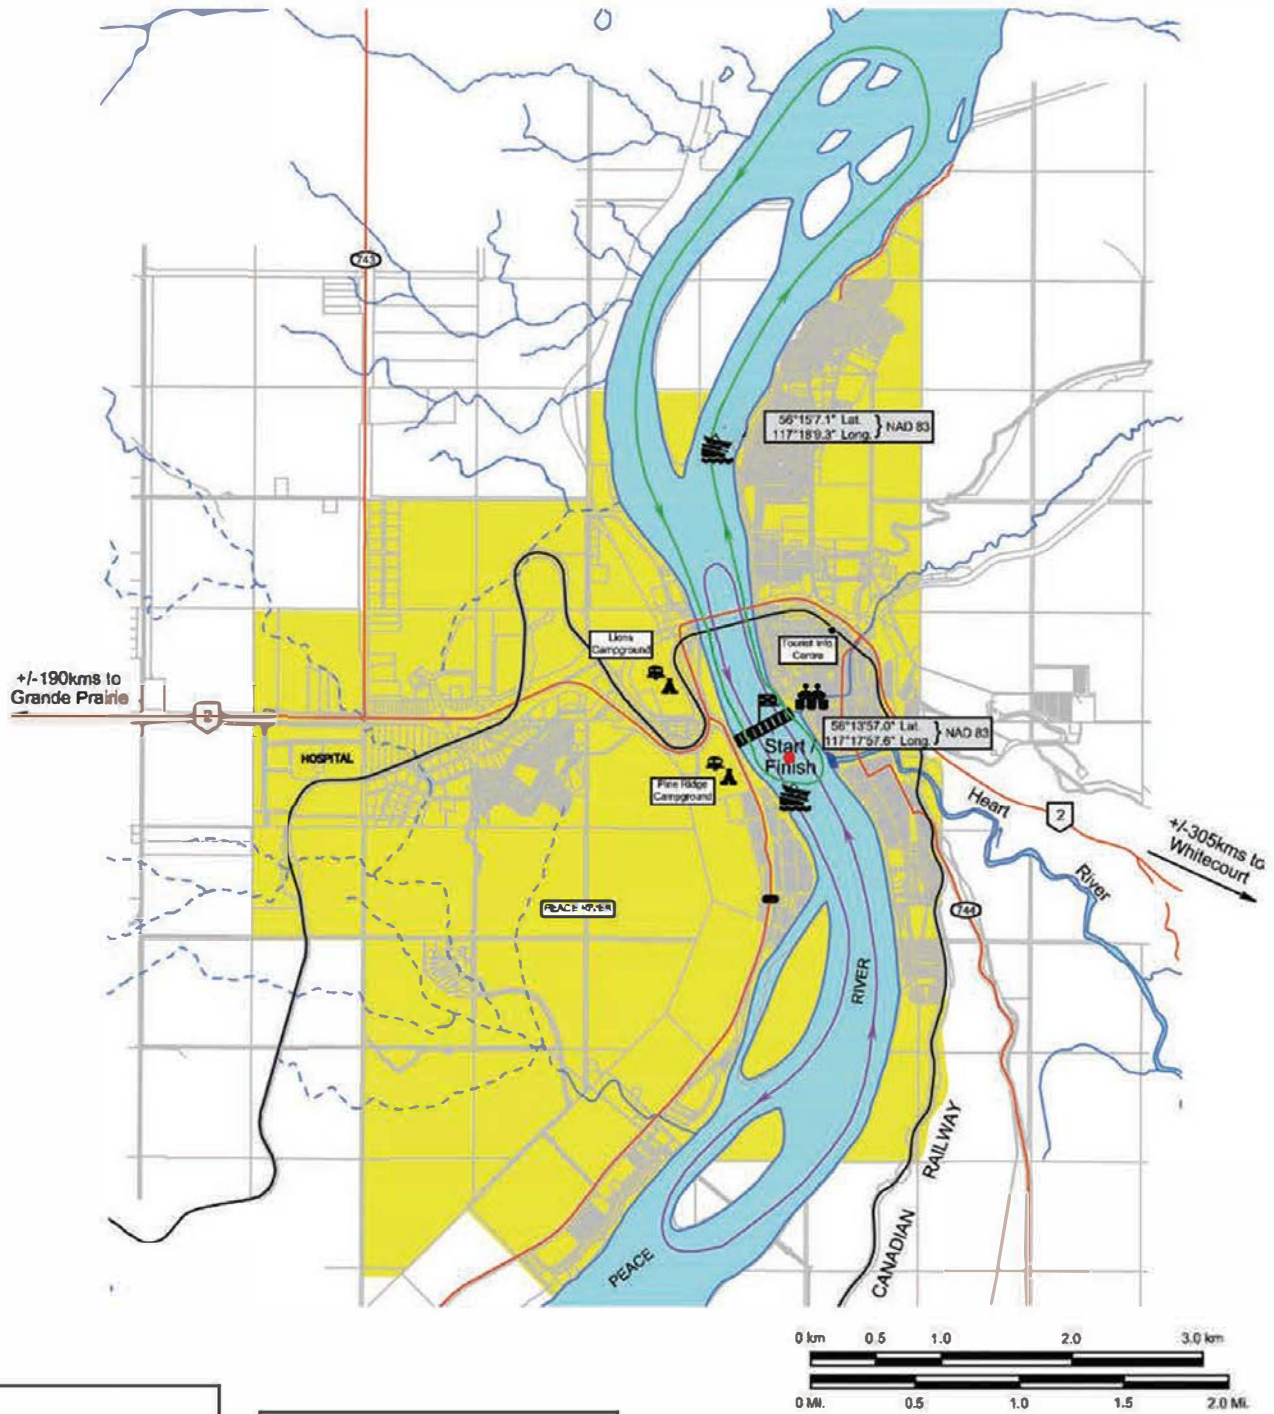 743
56°15'7.1" Lat.
117°18'9.3" Long.
NAD 83
Lions
Campground
Tourist Info
Centre
+/-190kms to
Grande Prairie
2
56°13'57.0" Lat.
117°17'57.6" Long.
NAD 83
HOSPITAL
Start /
Finish
Pine Ridge
Campground
Heart
River
2
+/-305kms to
Whitecourt
PEACE RIVER
744
RIVER
PEACE
CANADIAN
RAILWAY
0 km 0.5 1.0 2.0 3.0 km
0 Mi. 0.5 1.0 1.5 2.0 Mi.